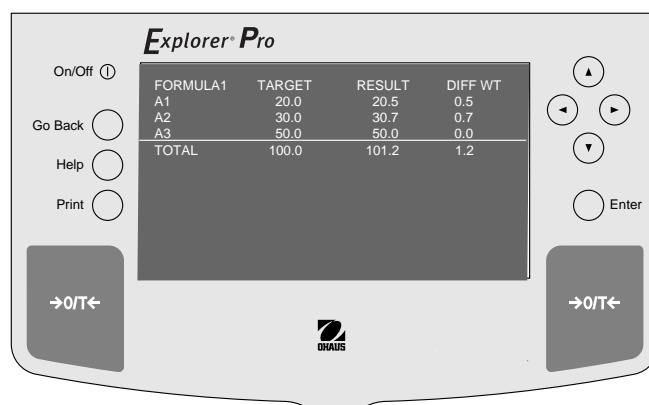 Explorer® Pro
On/Off
FORMULA1 TARGET RESULT DIFF WT
A1 20.0 20.5 0.5
A2 30.0 30.7 0.7
A3 50.0 50.0 0.0
TOTAL 100.0 101.2 1.2
Go Back
Help
Print
Enter
→0/T←
→0/T←
OHAUS